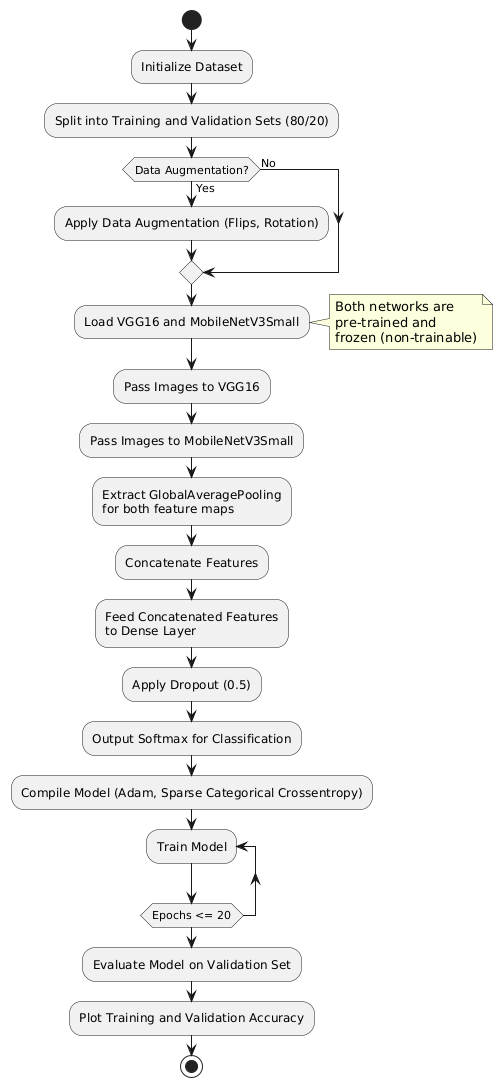 Initialize Dataset
Split into Training and Validation Sets (80/20)
Data Augmentation?
No
Yes
Apply Data Augmentation (Flips, Rotation)
Load VGG16 and MobileNetV3Small
Both networks are
pre-trained and
frozen (non-trainable)
Pass Images to VGG16
Pass Images to MobileNetV3Small
Extract GlobalAveragePooling
for both feature maps
Concatenate Features
Feed Concatenated Features
to Dense Layer
Apply Dropout (0.5)
Output Softmax for Classification
Compile Model (Adam, Sparse Categorical Crossentropy)
Train Model
Epochs <= 20
Evaluate Model on Validation Set
Plot Training and Validation Accuracy